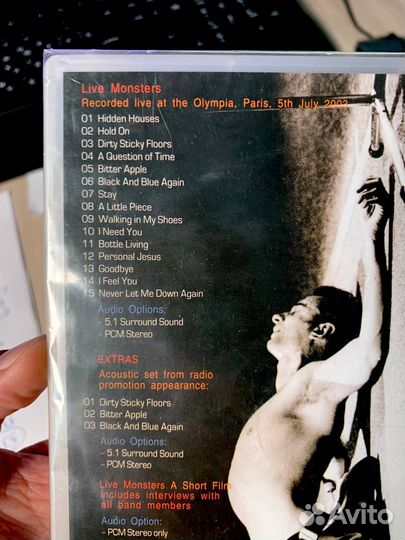 Live Monsters
Recorded live at the Olympia, Paris, 5th July 2003
01 Hidden Houses
02 Hold On
03 Dirty Sticky Floors
04 A Question of Time
05 Bitter Apple
06 Black And Blue Again
07 Stay
08 A Little Piece
09 Walking in My Shoes
10 I Need You
11 Bottle Living
12 Personal Jesus
13 Goodbye
14 I Feel You
15 Never Let Me Down Again
Audio Options:
- 5.1 Surround Sound
- PCM Stereo
EXTRAS
Acoustic set from radio
promotion appearance:
01 Dirty Sticky Floors
02 Bitter Apple
03 Black And Blue Again
Audio Options:
- 5.1 Surround Sound
- PCM Stereo
Live Monsters A Short Film
includes interviews with
all band members
Audio Option:
- PCM Stereo only
Avito